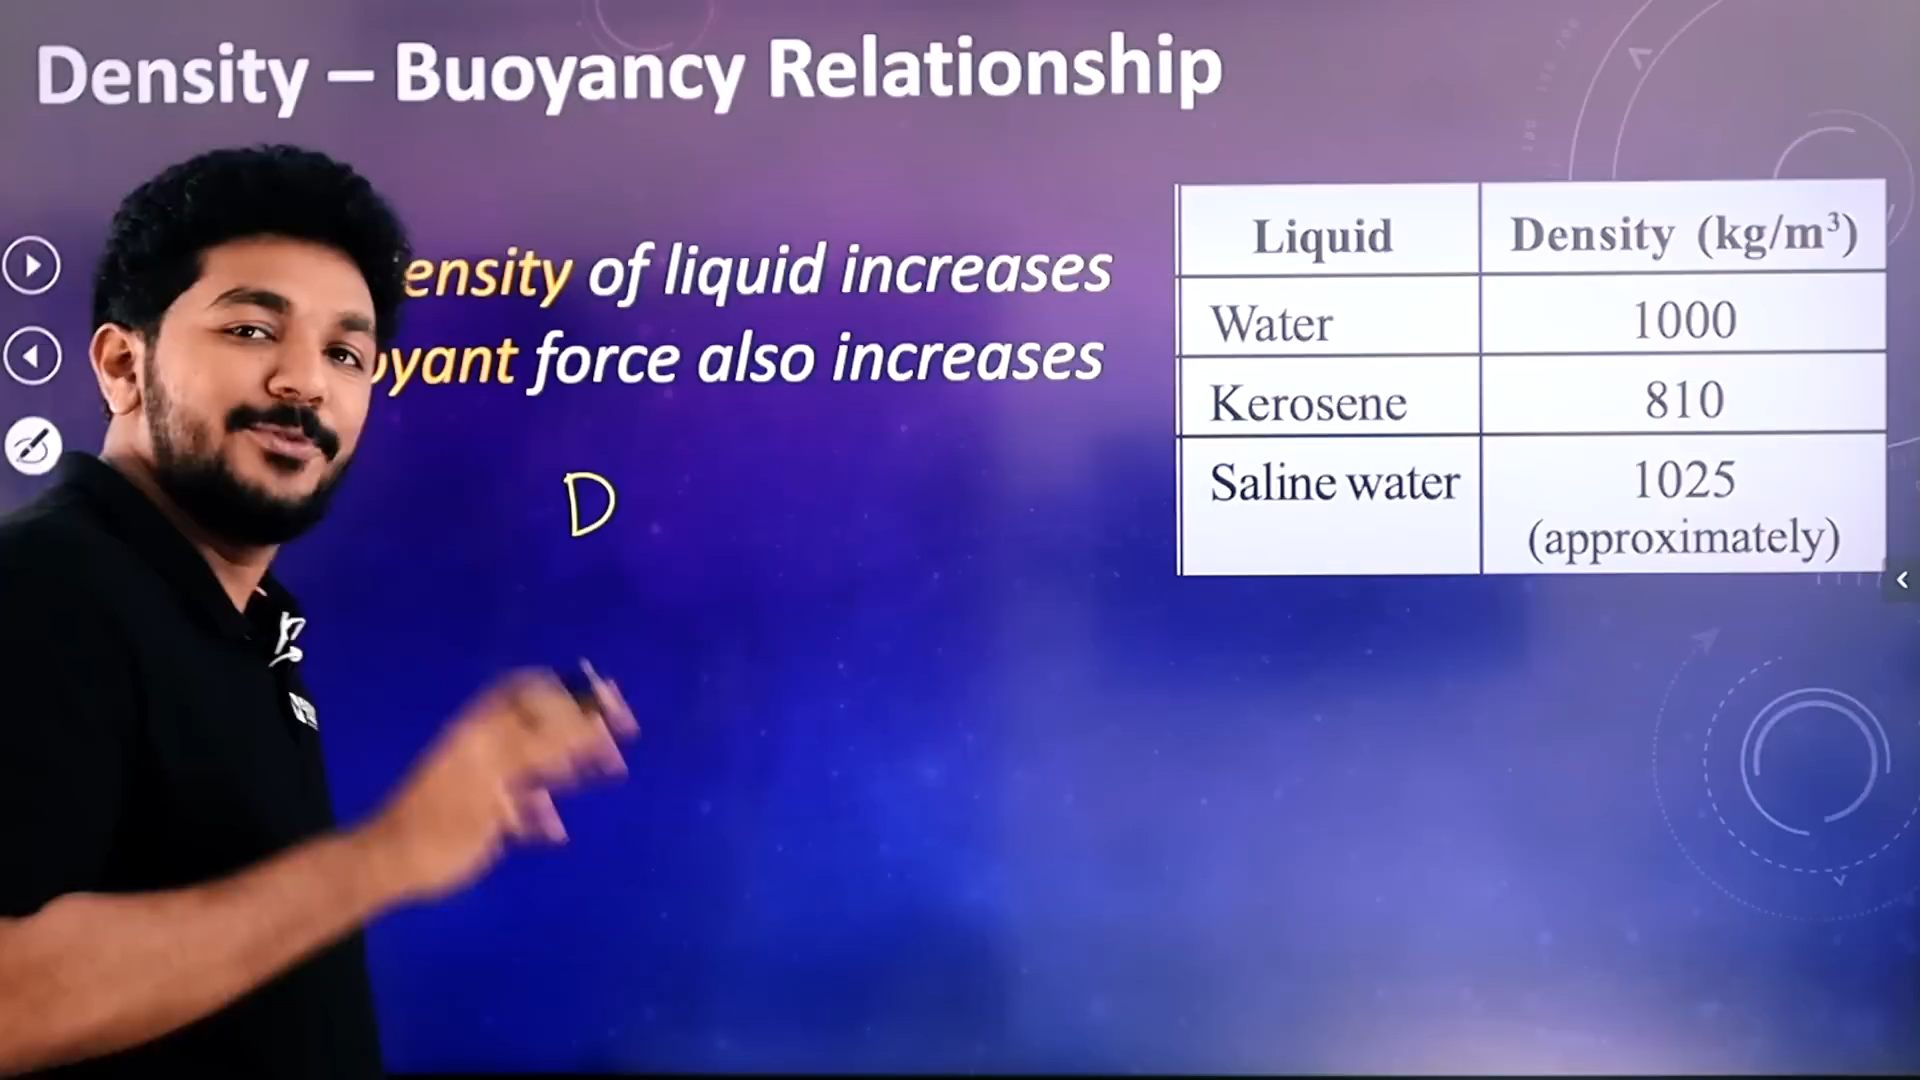 Density – Buoyancy Relationship
ensity of liquid increases
oyant force also increases
D
Liquid Density (kg/m³)
Water 1000
Kerosene 810
Saline water 1025
(approximately)